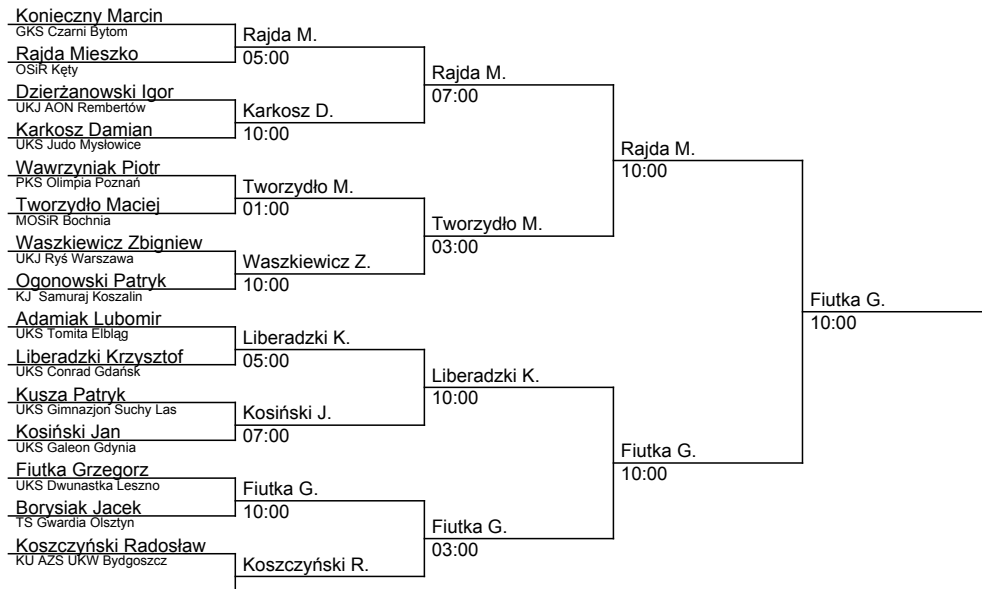 Konieczny Marcin
GKS Czarni Bytom
Rajda Mieszko
OSiR Kęty
Dzierżanowski Igor
UKJ AON Rembertów
Karkosz Damian
UKS Judo Mysłowice
Wawrzyniak Piotr
PKS Olimpia Poznań
Tworzydło Maciej
MOSiR Bochnia
Waszkiewicz Zbigniew
UKJ Ryś Warszawa
Ogonowski Patryk
KJ Samuraj Koszalin
Adamiak Lubomir
UKS Tomita Elbląg
Liberadzki Krzysztof
UKS Conrad Gdańsk
Kusza Patryk
UKS Gimnazjon Suchy Las
Kosiński Jan
UKS Galeon Gdynia
Fiutka Grzegorz
UKS Dwunastka Leszno
Borysiak Jacek
TS Gwardia Olsztyn
Koszczyński Radosław
KU AZS UKW Bydgoszcz
Rajda M.
05:00
Karkosz D.
10:00
Tworzydło M.
01:00
Waszkiewicz Z.
10:00
Liberadzki K.
05:00
Kosiński J.
07:00
Fiutka G.
10:00
Koszczyński R.
Rajda M.
07:00
Tworzydło M.
03:00
Liberadzki K.
10:00
Fiutka G.
03:00
Rajda M.
10:00
Fiutka G.
10:00
Fiutka G.
10:00